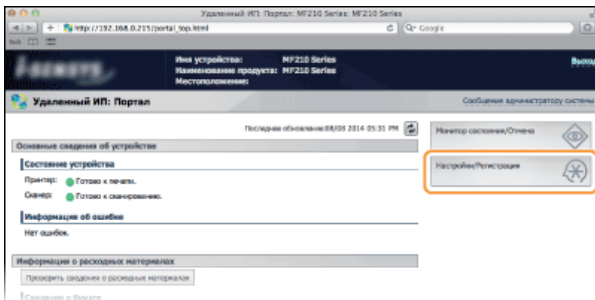 Удаленный ИП: Портал: MF210 Series: MF210 Series
http://192.168.0.215/portal_top.html
Google
Имя устройства: MF210 Series
Наименование продукта: MF210 Series
Местоположение:
Выход
Удаленный ИП: Портал
Сообщение администратору системы
Последнее обновление:08/08 2014 05:31 PM
Основные сведения об устройстве
Состояние устройства
Принтер: Готово к печати.
Сканер: Готово к сканированию.
Информация об ошибке
Нет ошибок.
Информация о расходных материалах
Проверить сведения о расходных материалах
Сведения о бумаге
Монитор состояния/Отмена
Настройки/Регистрация